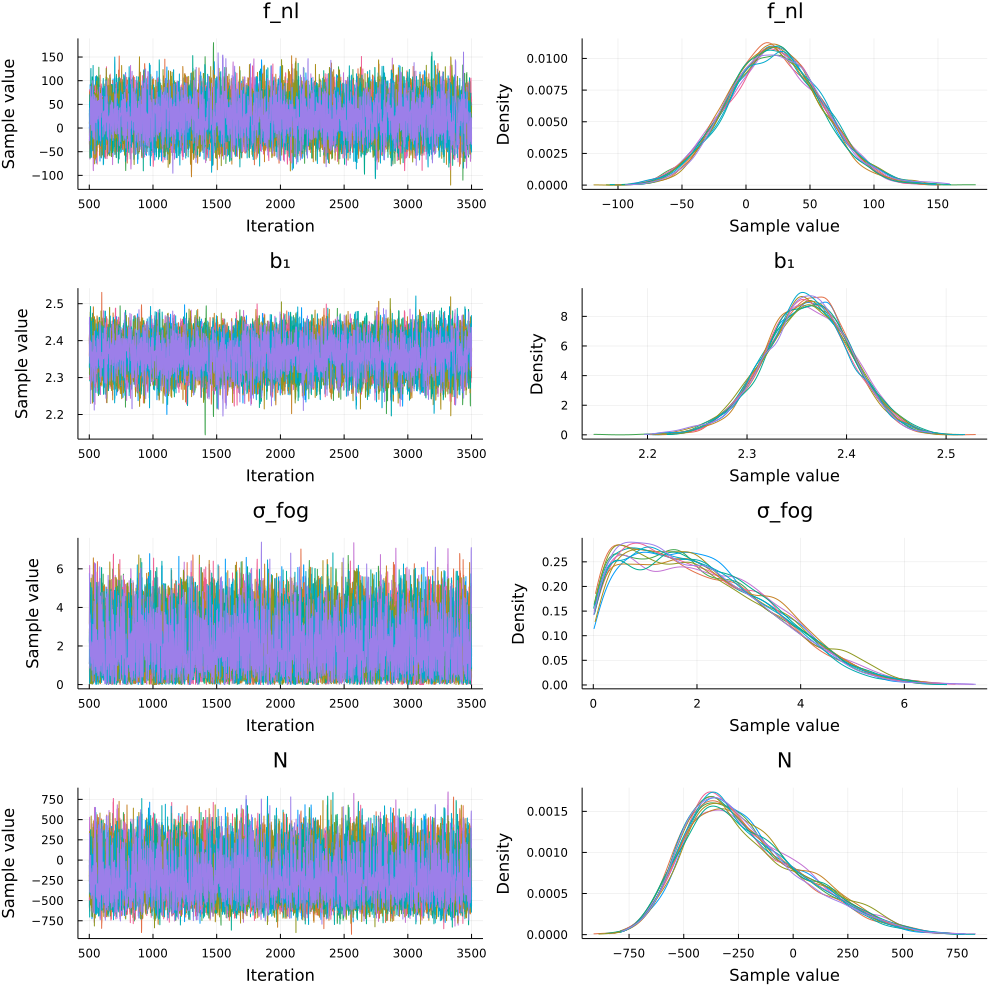 f_nl
f_nl
Sample value
150
100
50
0
−50
−100
500 1000 1500 2000 2500 3000 3500
Iteration
Density
0.0100
0.0075
0.0050
0.0025
0.0000
−100 −50 0 50 100 150
Sample value
b₁
b₁
Sample value
2.5
2.4
2.3
2.2
500 1000 1500 2000 2500 3000 3500
Iteration
Density
8
6
4
2
0
2.2 2.3 2.4 2.5
Sample value
σ_fog
σ_fog
Sample value
6
4
2
0
500 1000 1500 2000 2500 3000 3500
Iteration
Density
0.25
0.20
0.15
0.10
0.05
0.00
0 2 4 6
Sample value
N
N
Sample value
750
500
250
0
−250
−500
−750
500 1000 1500 2000 2500 3000 3500
Iteration
Density
0.0015
0.0010
0.0005
0.0000
−750 −500 −250 0 250 500 750
Sample value